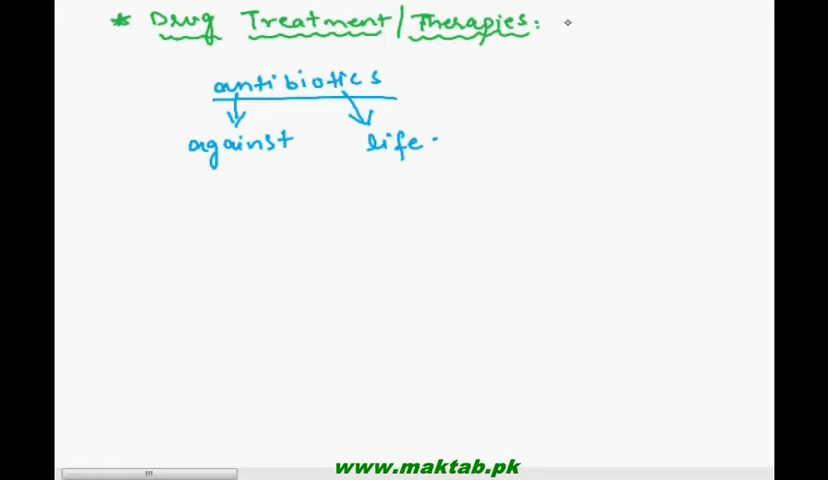 * Drug Treatment/Therapies:
antibiotics
against life.
www.maktab.pk